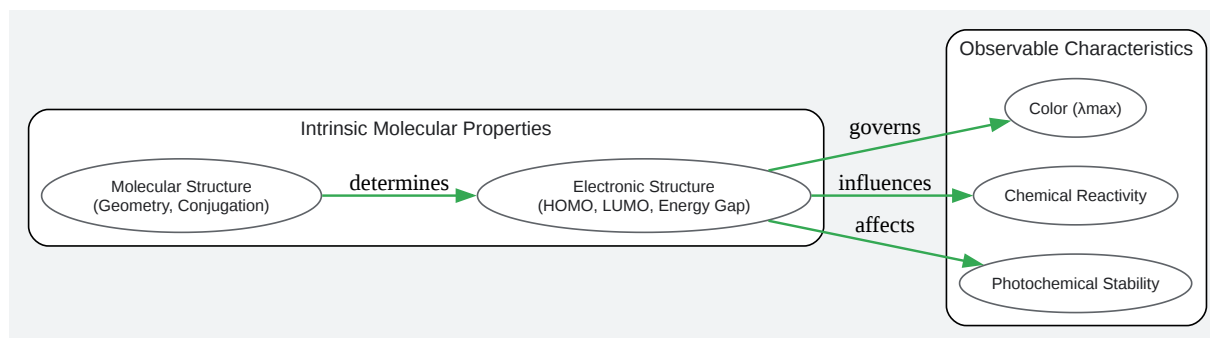 Intrinsic Molecular Properties
Molecular Structure
(Geometry, Conjugation)
determines
Electronic Structure
(HOMO, LUMO, Energy Gap)
governs
influences
affects
Observable Characteristics
Color (λmax)
Chemical Reactivity
Photochemical Stability